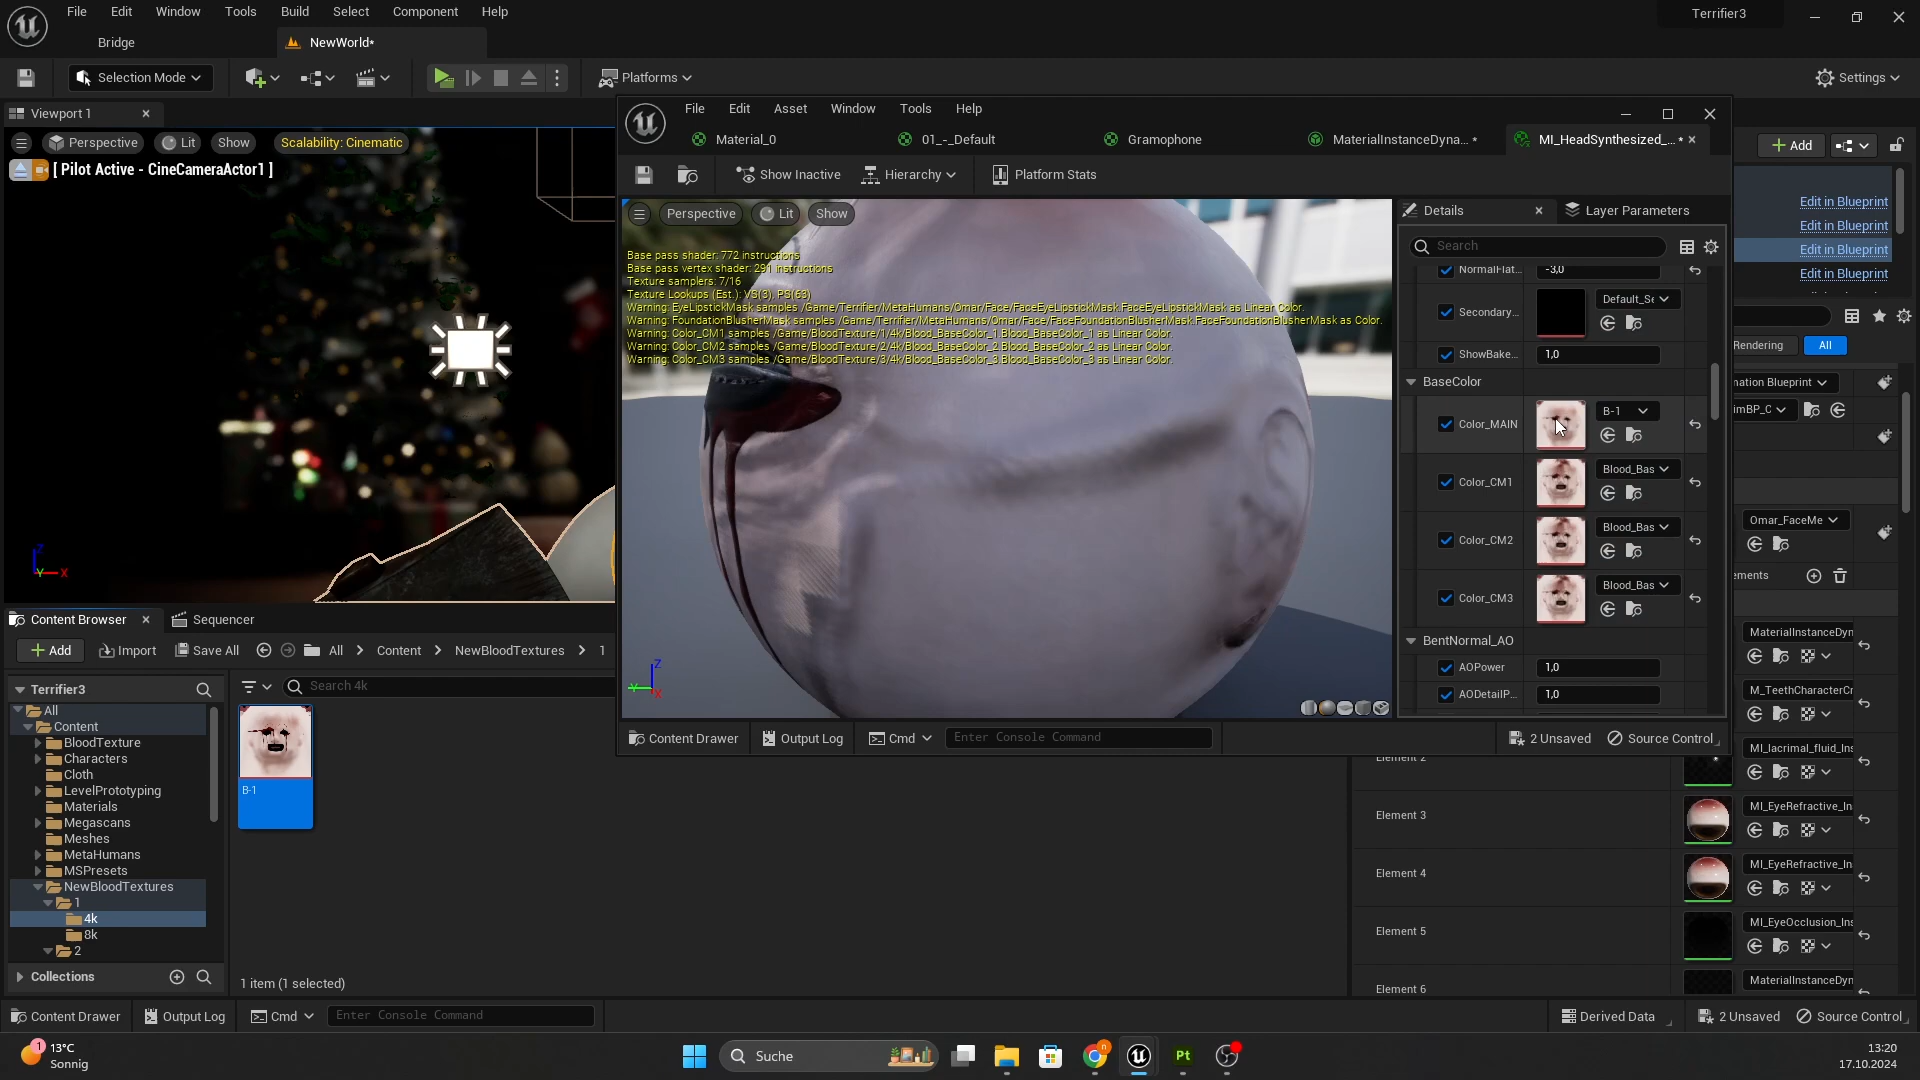 File Edit Window Tools Build Select Component Help
Terrifier3
Bridge
NewWorld*
Selection Mode
Platforms
Settings
Viewport 1
Perspective Lit Show Scalability: Cinematic
[ Pilot Active - CineCameraActor1 ]
File Edit Asset Window Tools Help
Material_0
01_-_Default
Gramophone
MaterialInstanceDyna... *
MI_HeadSynthesized_... *
Show Inactive
Hierarchy
Platform Stats
Perspective Lit Show
Base pass shader: 772 instructions
Base pass vertex shader: 291 instructions
Texture samplers: 7/16
Texture Lookups (Est.): VS(3), PS(63)
Warning: EyeLipstickMask samples /Game/Terrifier/MetaHumans/Omar/Face/FaceEyeLipstickMask.FaceEyeLipstickMask as Linear Color.
Warning: FoundationBlusherMask samples /Game/Terrifier/MetaHumans/Omar/Face/FaceFoundationBlusherMask.FaceFoundationBlusherMask as Color.
Warning: Color_CM1 samples /Game/BloodTexture/1/4k/Blood_BaseColor_1.Blood_BaseColor_1 as Linear Color.
Warning: Color_CM2 samples /Game/BloodTexture/2/4k/Blood_BaseColor_2.Blood_BaseColor_2 as Linear Color.
Warning: Color_CM3 samples /Game/BloodTexture/3/4k/Blood_BaseColor_3.Blood_BaseColor_3 as Linear Color.
Z
Y
X
Details
Layer Parameters
Search
NormalFlat... -3,0
Secondary...
Default_Se
ShowBake... 1,0
BaseColor
Color_MAIN
B-1
Color_CM1
Blood_Bas
Color_CM2
Blood_Bas
Color_CM3
Blood_Bas
BentNormal_AO
AOPower 1,0
AODetailP... 1,0
Content Drawer
Output Log
Cmd
Enter Console Command
2 Unsaved
Source Control
Add
Edit in Blueprint
Edit in Blueprint
Edit in Blueprint
Edit in Blueprint
Rendering
All
nation Blueprint
imBP_C
Omar_FaceMe
ements
MaterialInstanceDyn
M_TeethCharacterCr
MI_lacrimal_fluid_Ins
Element 2
Element 3
MI_EyeRefractive_In
Element 4
MI_EyeRefractive_In
Element 5
MI_EyeOcclusion_Ins
Element 6
MaterialInstanceDyn
Z
Y
X
Content Browser
Sequencer
Add
Import
Save All
All
Content
NewBloodTextures
1
Terrifier3
Search 4k
All
Content
BloodTexture
Characters
Cloth
LevelPrototyping
Materials
Megascans
Meshes
MetaHumans
MSPresets
NewBloodTextures
1
4k
8k
2
Collections
B-1
1 item (1 selected)
Content Drawer
Output Log
Cmd
Enter Console Command
Derived Data
2 Unsaved
Source Control
1
13°C
Sonnig
Suche
n
Pt
13:20
17.10.2024